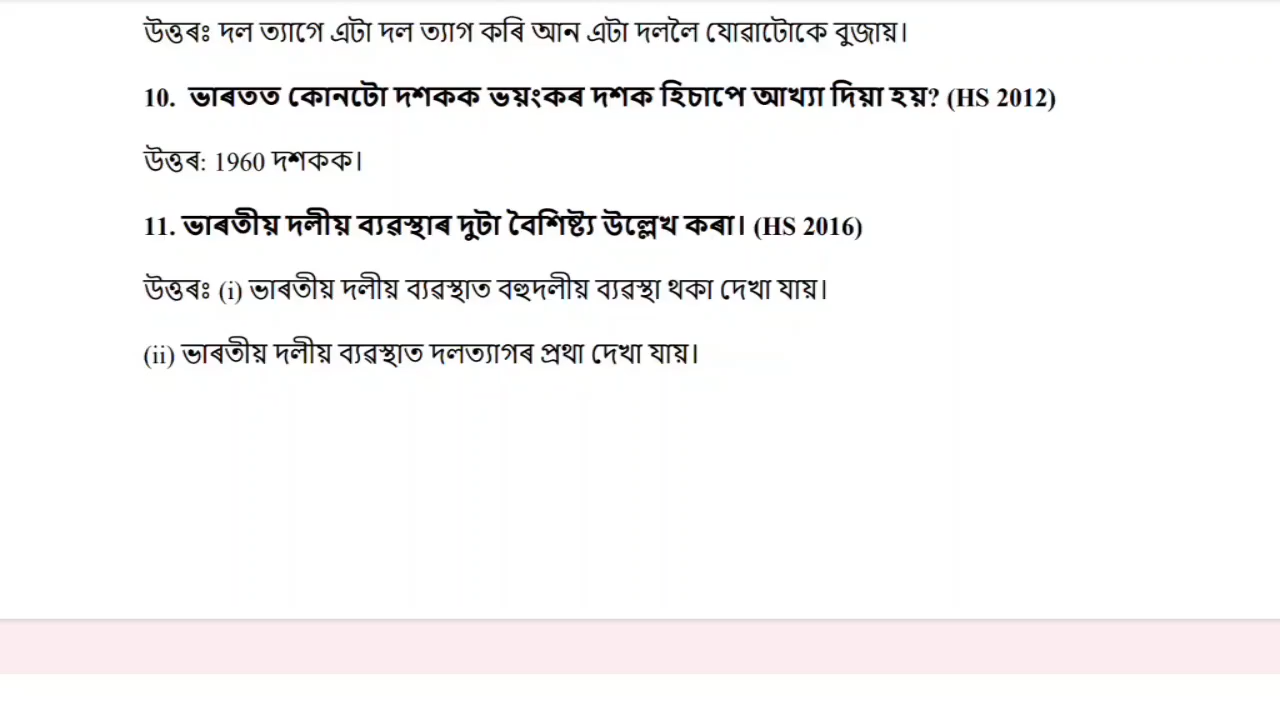 উত্তৰঃ দল ত্যাগে এটা দল ত্যাগ কৰি আন এটা দললৈ যোৱাটোকে বুজায়।
10. ভাৰতত কোনটো দশকক ভয়ংকৰ দশক হিচাপে আখ্যা দিয়া হয়? (HS 2012)
উত্তৰ: 1960 দশকক।
11. ভাৰতীয় দলীয় ব্যৱস্থাৰ দুটা বৈশিষ্ট্য উল্লেখ কৰা। (HS 2016)
উত্তৰঃ (i) ভাৰতীয় দলীয় ব্যৱস্থাত বহুদলীয় ব্যৱস্থা থকা দেখা যায়।
(ii) ভাৰতীয় দলীয় ব্যৱস্থাত দলত্যাগৰ প্ৰথা দেখা যায়।